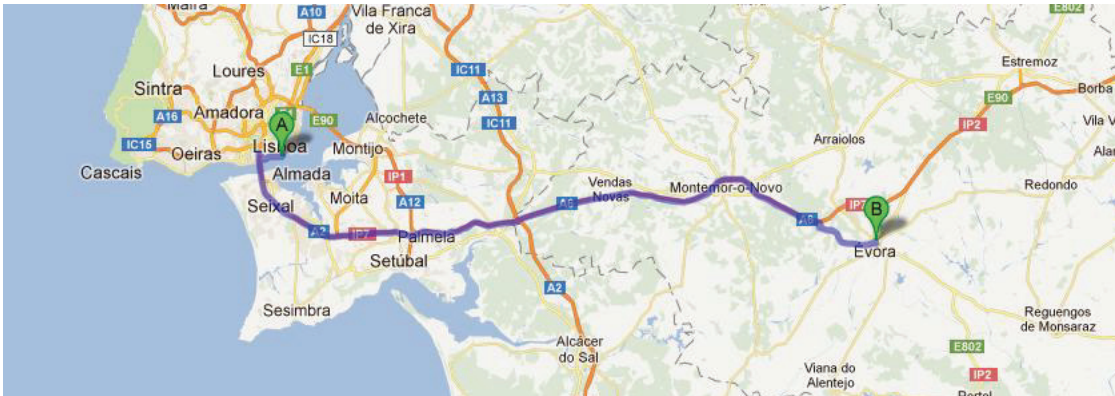 Mafra
A10
Vila Franca
de Xira
E802
IC18
Loures
E1
IC11
Estremoz
Sintra
A13
E90
Borba
Amadora
A
E90
IC11
A16
Alcochete
IP2
IC15
Oeiras
Lisboa
Montijo
Arraiolos
Cascais
Almada
IP1
Vendas
Novas
Montemor-o-Novo
Redondo
Seixal
Moita
A12
A6
IP7
B
A2
IP7
Palmela
A6
Évora
Setúbal
Sesimbra
A2
Reguengos
de Monsaraz
Alcácer
do Sal
E802
Viana do
Alentejo
IP2
Portel